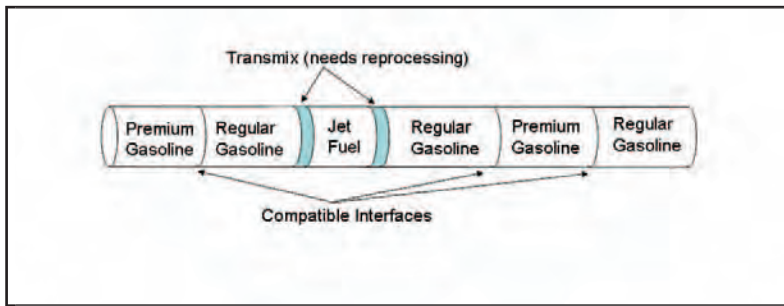 Transmix (needs reprocessing)
Premium Gasoline
Regular Gasoline
Jet Fuel
Regular Gasoline
Premium Gasoline
Regular Gasoline
Compatible Interfaces